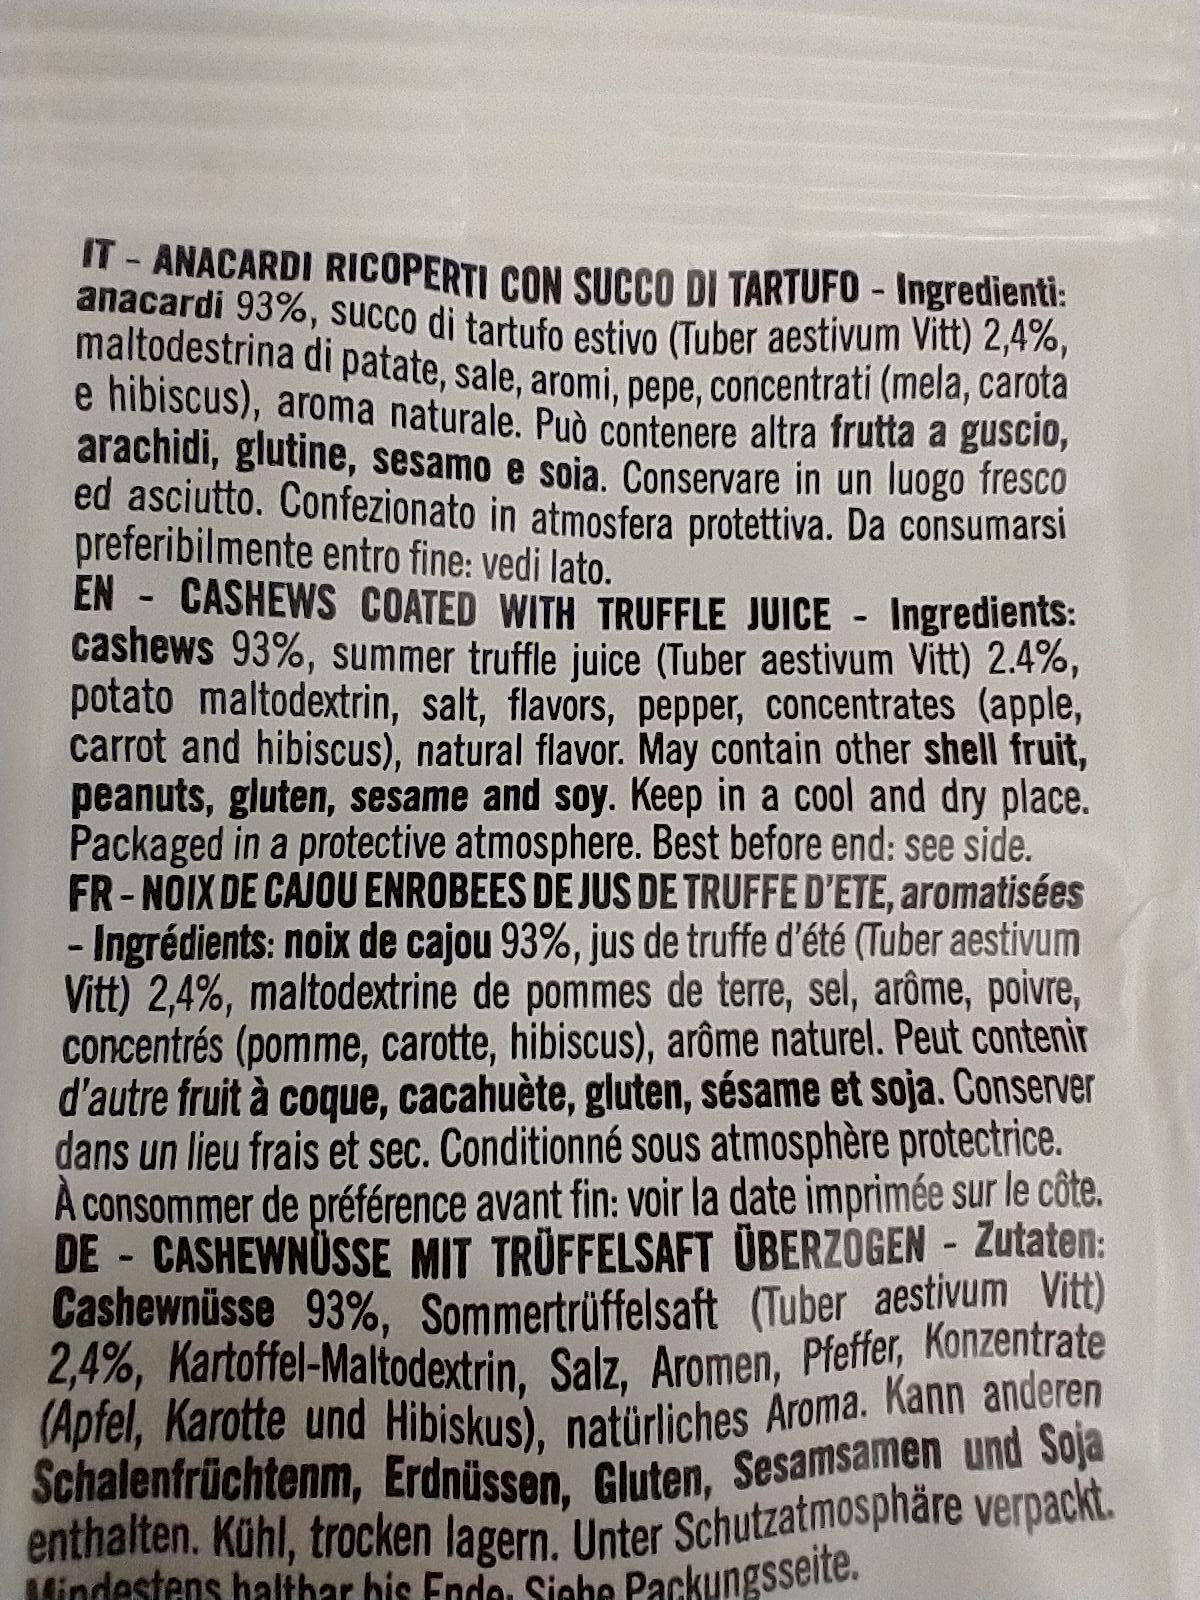 IT - ANACARDI RICOPERTI CON SUCCO DI TARTUFO - Ingredienti:
anacardi 93%, succo di tartufo estivo (Tuber aestivum Vitt) 2,4%,
maltodestrina di patate, sale, aromi, pepe, concentrati (mela, carota
e hibiscus), aroma naturale. Può contenere altra frutta a guscio,
arachidi, glutine, sesamo e soia. Conservare in un luogo fresco
ed asciutto. Confezionato in atmosfera protettiva. Da consumarsi
preferibilmente entro fine: vedi lato.
EN - CASHEWS COATED WITH TRUFFLE JUICE - Ingredients:
cashews 93%, summer truffle juice (Tuber aestivum Vitt) 2.4%,
potato maltodextrin, salt, flavors, pepper, concentrates (apple,
carrot and hibiscus), natural flavor. May contain other shell fruit,
peanuts, gluten, sesame and soy. Keep in a cool and dry place.
Packaged in a protective atmosphere. Best before end: see side.
FR - NOIX DE CAJOU ENROBEES DE JUS DE TRUFFE D'ETE, aromatisées
- Ingrédients: noix de cajou 93%, jus de truffe d'été (Tuber aestivum
Vitt) 2,4%, maltodextrine de pommes de terre, sel, arôme, poivre,
concentrés (pomme, carotte, hibiscus), arôme naturel. Peut contenir
d'autre fruit à coque, cacahuète, gluten, sésame et soja. Conserver
dans un lieu frais et sec. Conditionné sous atmosphère protectrice.
À consommer de préférence avant fin: voir la date imprimée sur le côte.
DE - CASHEWNÜSSE MIT TRÜFFELSAFT ÜBERZOGEN - Zutaten:
Cashewnüsse 93%, Sommertrüffelsaft (Tuber aestivum Vitt)
2,4%, Kartoffel-Maltodextrin, Salz, Aromen, Pfeffer, Konzentrate
(Apfel, Karotte und Hibiskus), natürliches Aroma. Kann anderen
Schalenfrüchtenm, Erdnüssen, Gluten, Sesamsamen und Soja
enthalten. Kühl, trocken lagern. Unter Schutzatmosphäre verpackt.
Mindestens haltbar bis Ende: Siehe Packungsseite.